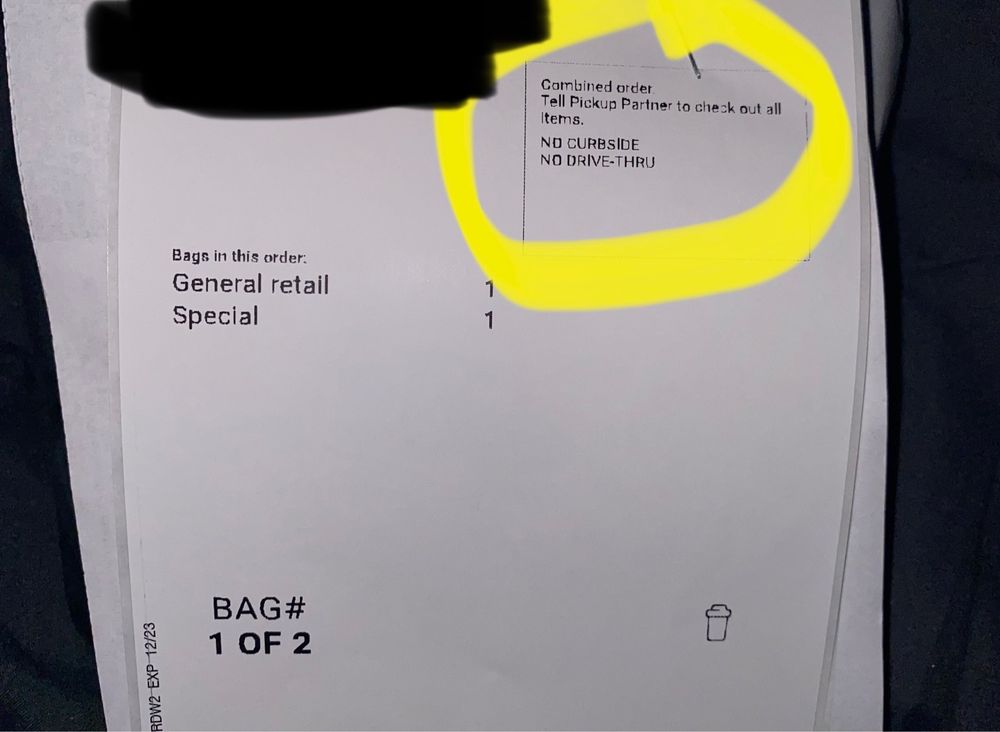 Combined order.
Tell Pickup Partner to check out all
items.
NO CURBSIDE
NO DRIVE-THRU
Bags in this order:
General retail 1
Special 1
BAG#
1 OF 2
RDW2 EXP 12/23